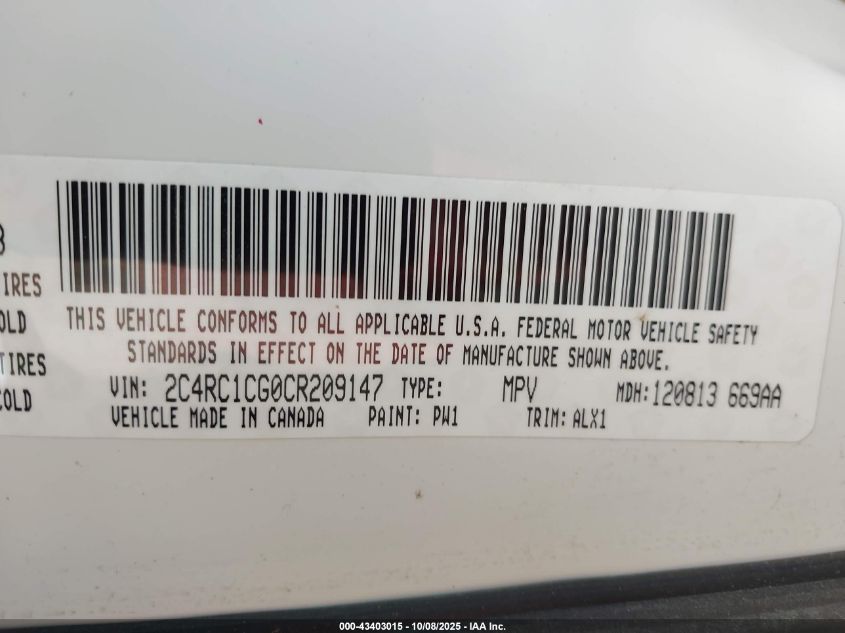 IRES
OLD
TIRES
COLD
THIS VEHICLE CONFORMS TO ALL APPLICABLE U.S.A. FEDERAL MOTOR VEHICLE SAFETY
STANDARDS IN EFFECT ON THE DATE OF MANUFACTURE SHOWN ABOVE.
VIN: 2C4RC1CG0CR209147 TYPE: MPV MDH:120813 669AA
VEHICLE MADE IN CANADA PAINT: PW1 TRIM: ALX1
000-43403015 - 10/08/2025 - IAA Inc.